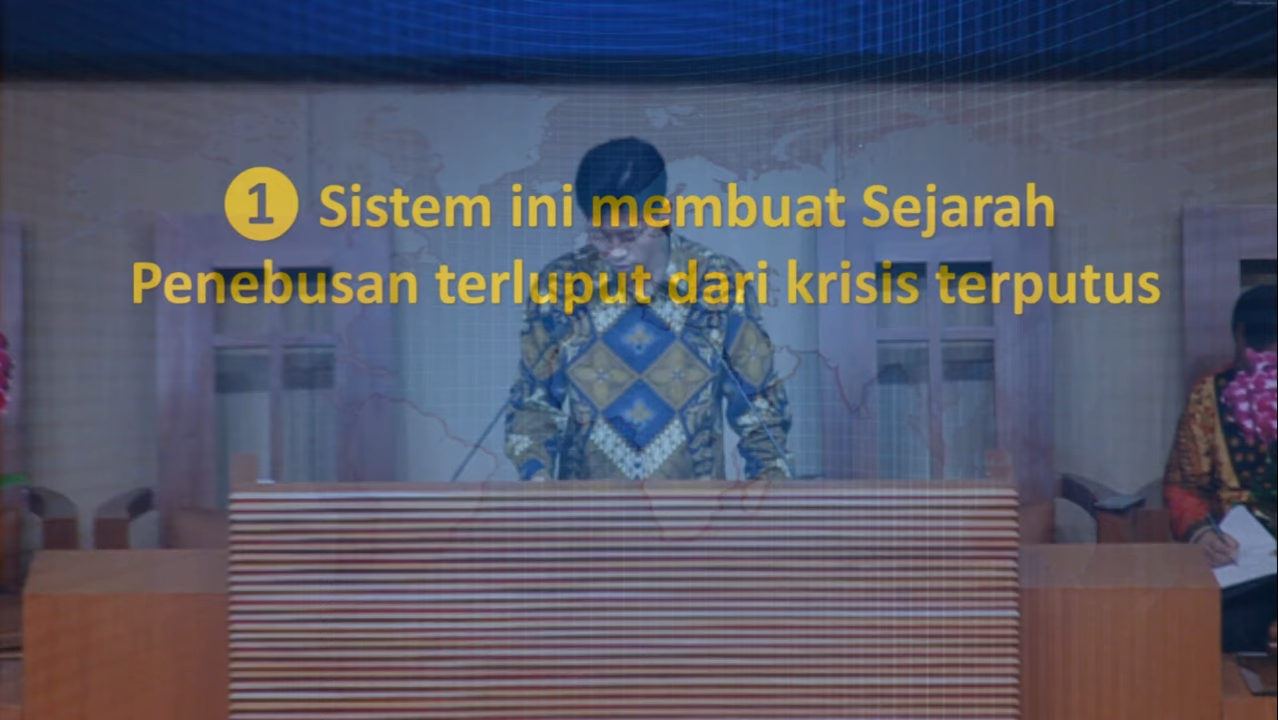 1 Sistem ini membuat Sejarah
Penebusan terluput dari krisis terputus